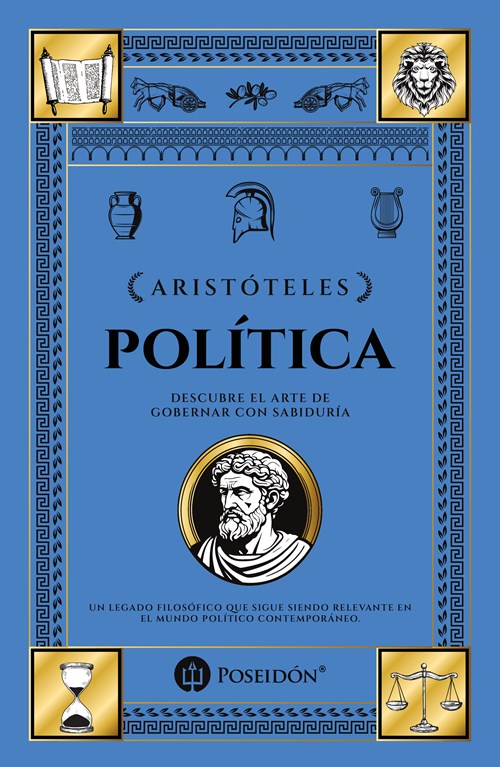 ARISTÓTELES
POLÍTICA
DESCUBRE EL ARTE DE
GOBERNAR CON SABIDURÍA
UN LEGADO FILOSÓFICO QUE SIGUE SIENDO RELEVANTE EN
EL MUNDO POLÍTICO CONTEMPORÁNEO.
POSEIDÓN®